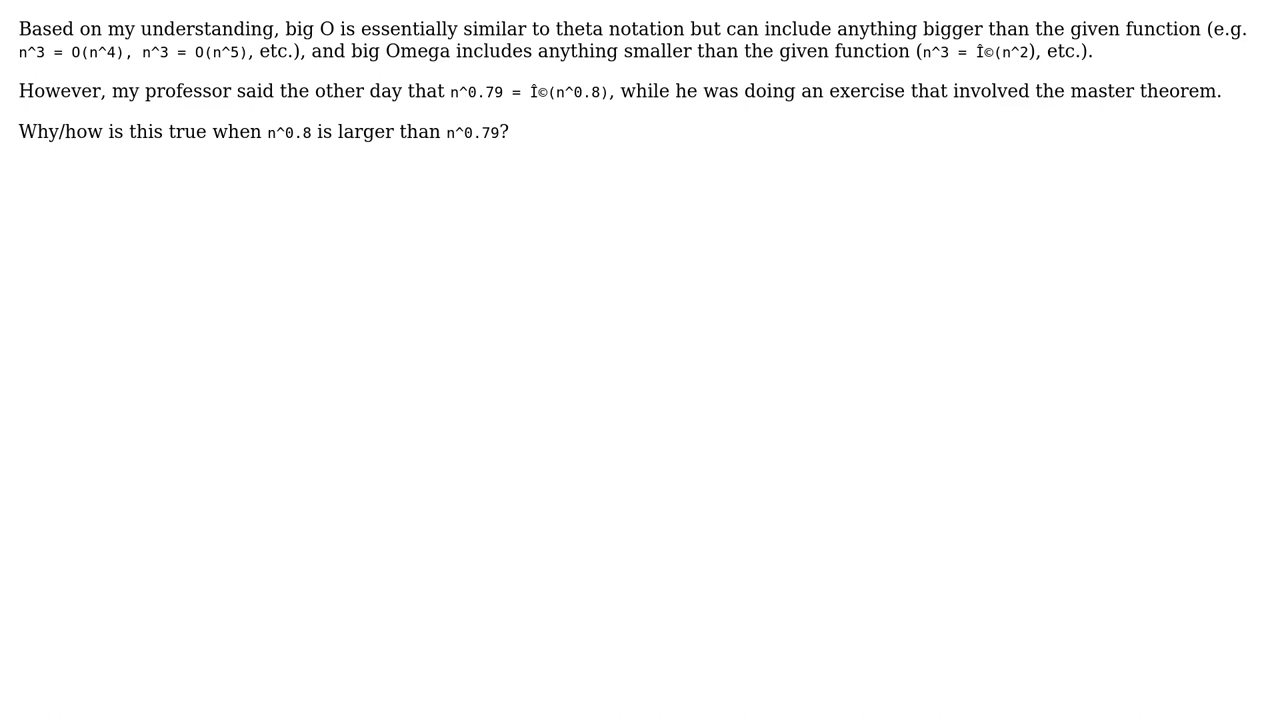 Based on my understanding, big O is essentially similar to theta notation but can include anything bigger than the given function (e.g.
n^3 = O(n^4), n^3 = O(n^5), etc.), and big Omega includes anything smaller than the given function (n^3 = Î©(n^2), etc.).
However, my professor said the other day that n^0.79 = Î©(n^0.8), while he was doing an exercise that involved the master theorem.
Why/how is this true when n^0.8 is larger than n^0.79?